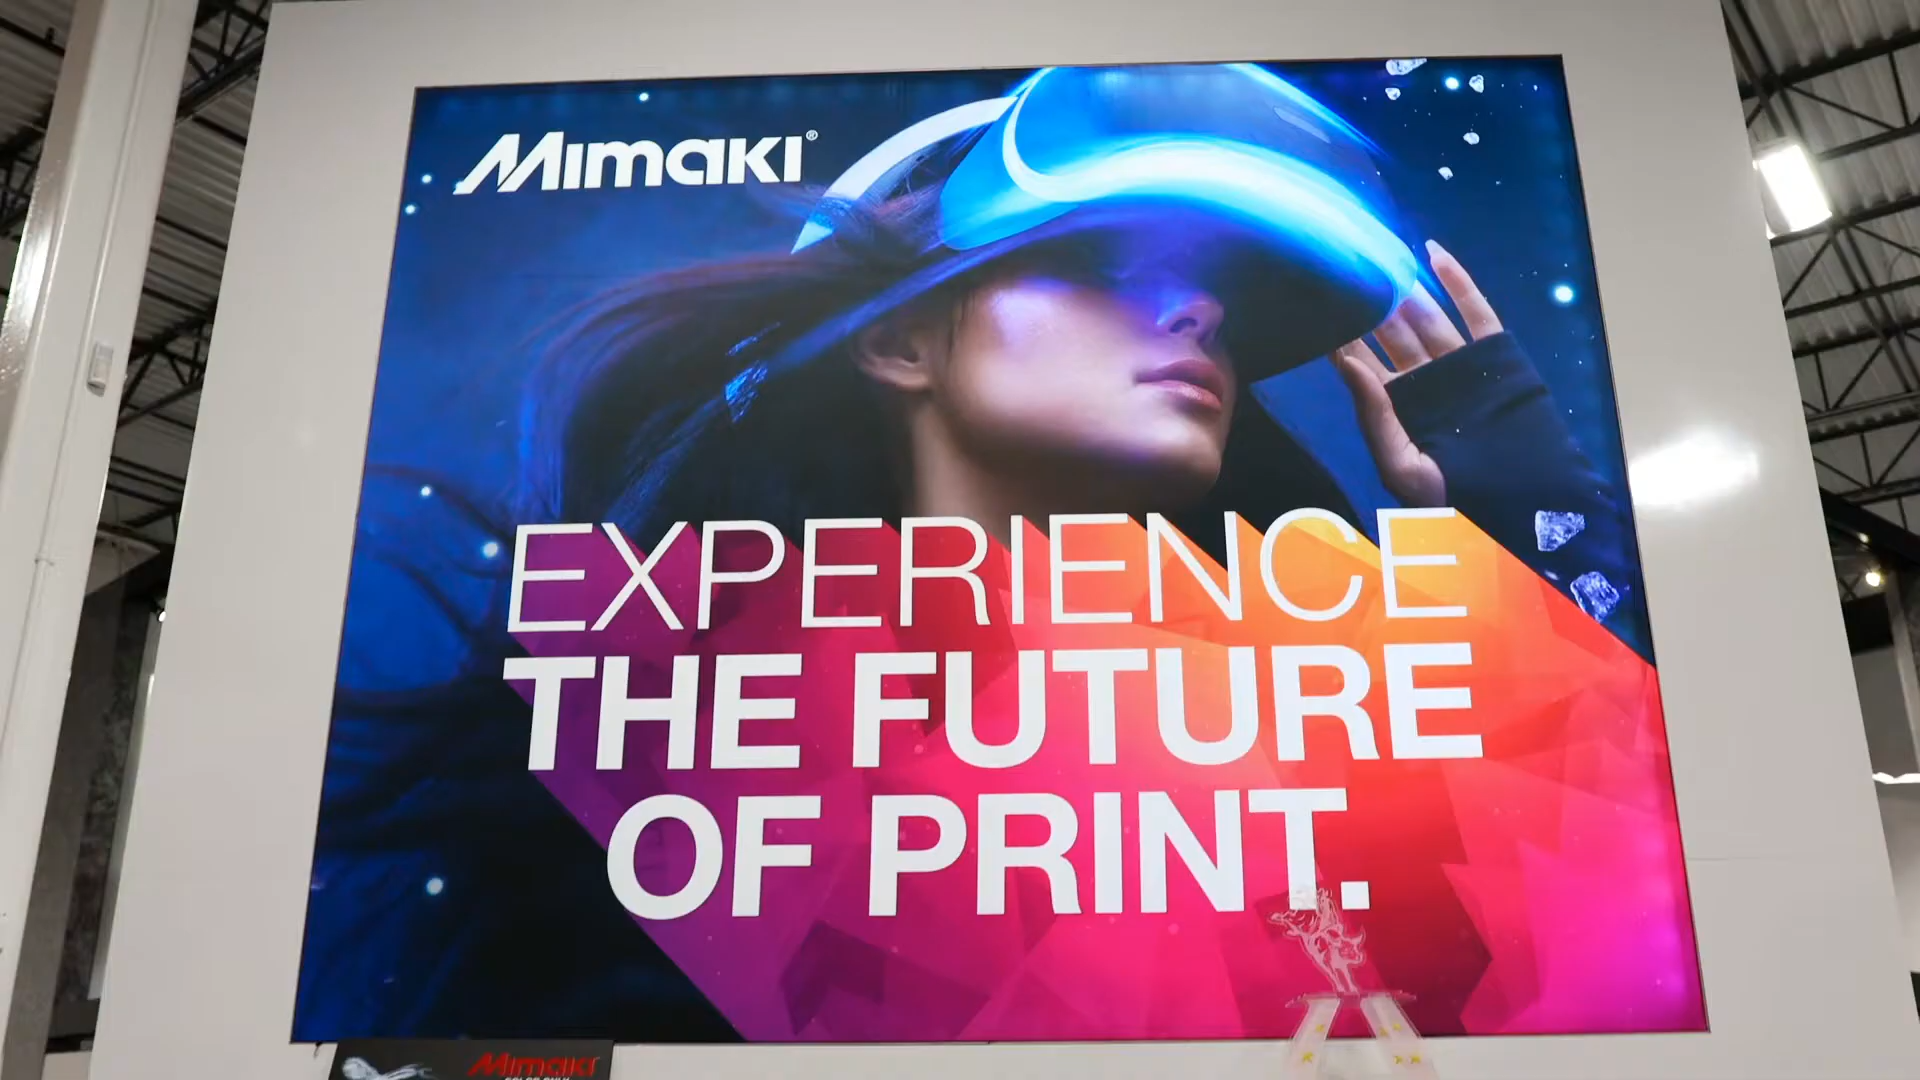 Mimaki®
EXPERIENCE
THE FUTURE
OF PRINT.
Mimaki